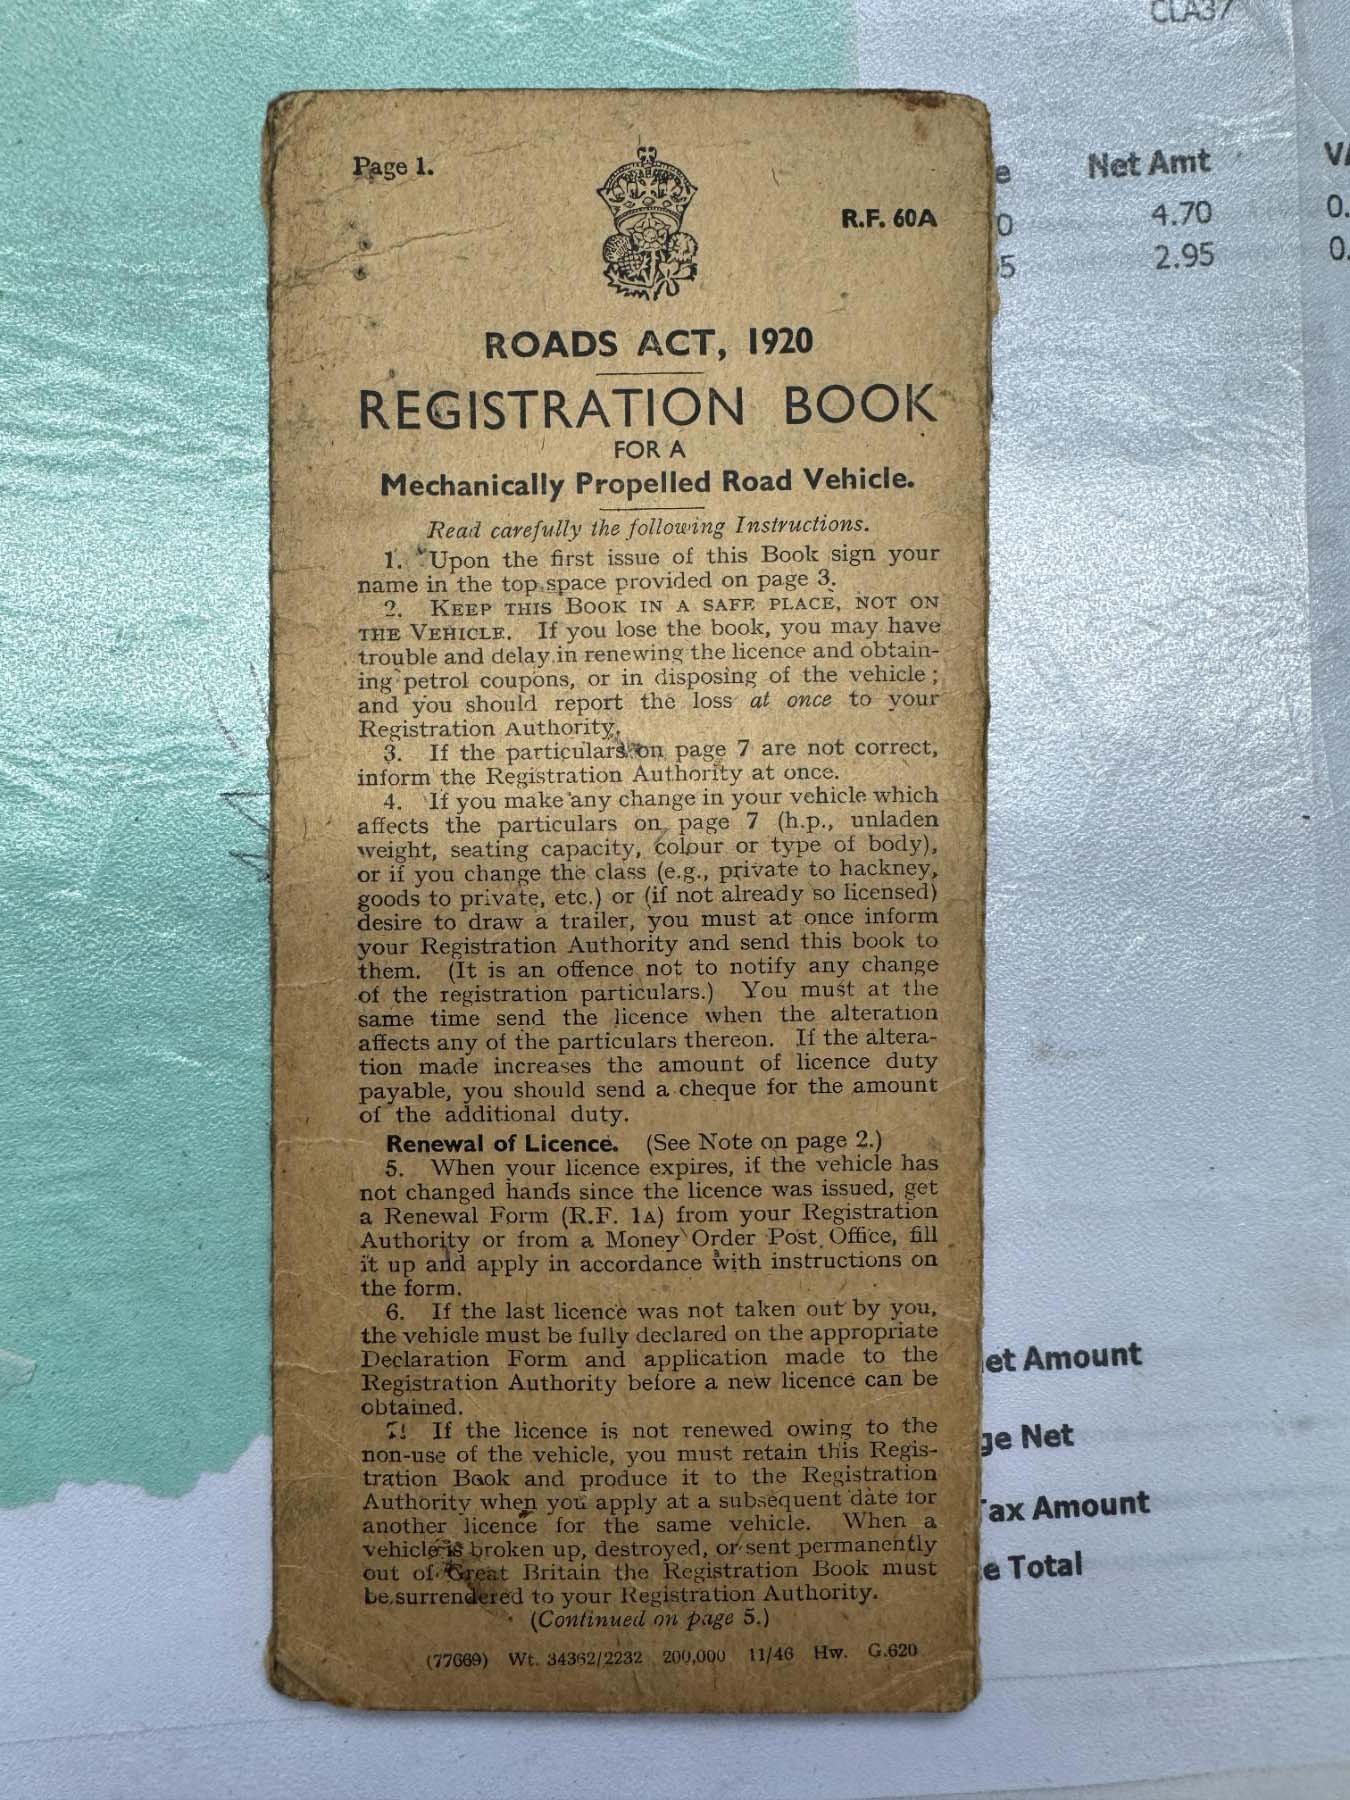 CLA37
Net Amt
4.70
2.95
Page 1.
R.F. 60A
ROADS ACT, 1920
REGISTRATION BOOK
FOR A
Mechanically Propelled Road Vehicle.
Read carefully the following Instructions.
1. Upon the first issue of this Book sign your
name in the top space provided on page 3.
2. KEEP THIS BOOK IN A SAFE PLACE, NOT ON
THE VEHICLE. If you lose the book, you may have
trouble and delay in renewing the licence and obtain-
ing petrol coupons, or in disposing of the vehicle;
and you should report the loss at once to your
Registration Authority.
3. If the particulars on page 7 are not correct,
inform the Registration Authority at once.
4. If you make any change in your vehicle which
affects the particulars on page 7 (h.p., unladen
weight, seating capacity, colour or type of body),
or if you change the class (e.g., private to hackney,
goods to private, etc.) or (if not already so licensed)
desire to draw a trailer, you must at once inform
your Registration Authority and send this book to
them. (It is an offence not to notify any change
of the registration particulars.) You must at the
same time send the licence when the alteration
affects any of the particulars thereon. If the altera-
tion made increases the amount of licence duty
payable, you should send a cheque for the amount
of the additional duty.
Renewal of Licence. (See Note on page 2.)
5. When your licence expires, if the vehicle has
not changed hands since the licence was issued, get
a Renewal Form (R.F. 1A) from your Registration
Authority or from a Money Order Post Office, fill
it up and apply in accordance with instructions on
the form.
6. If the last licence was not taken out by you,
the vehicle must be fully declared on the appropriate
Declaration Form and application made to the
Registration Authority before a new licence can be
obtained.
7. If the licence is not renewed owing to the
non-use of the vehicle, you must retain this Regis-
tration Book and produce it to the Registration
Authority when you apply at a subsequent date for
another licence for the same vehicle. When a
vehicle is broken up, destroyed, or sent permanently
out of Great Britain the Registration Book must
be surrendered to your Registration Authority.
(Continued on page 5.)
(77669) Wt. 34362/2232 200,000 11/46 Hw. G.620
et Amount
ge Net
Tax Amount
e Total